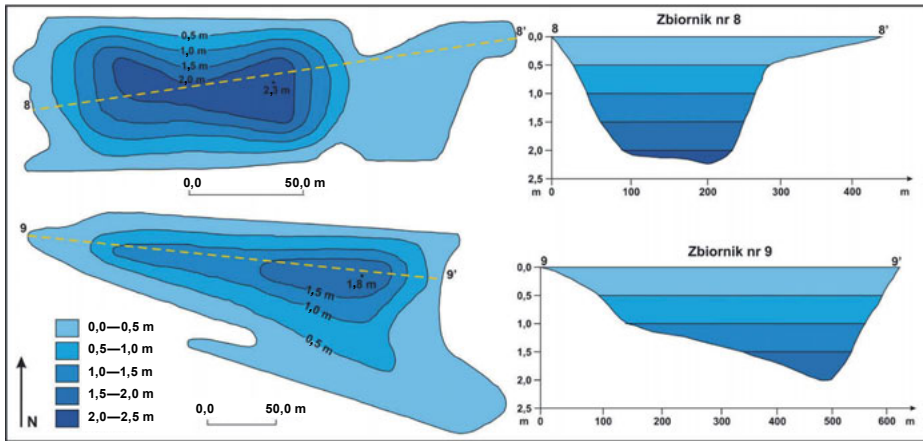 0,5 m
1,0 m
1,5 m
2,0 m
2,3 m
8
8'
0,0 50,0 m
Zbiornik nr 8
8 8'
0,0
0,5
1,0
1,5
2,0
2,5
m 0 100 200 300 400 m
9
9'
1,8 m
1,5 m
1,0 m
0,5 m
0,0—0,5 m
0,5—1,0 m
1,0—1,5 m
1,5—2,0 m
2,0—2,5 m
N
0,0 50,0 m
Zbiornik nr 9
9 9'
0,0
0,5
1,0
1,5
2,0
2,5
m 0 100 200 300 400 500 600 m